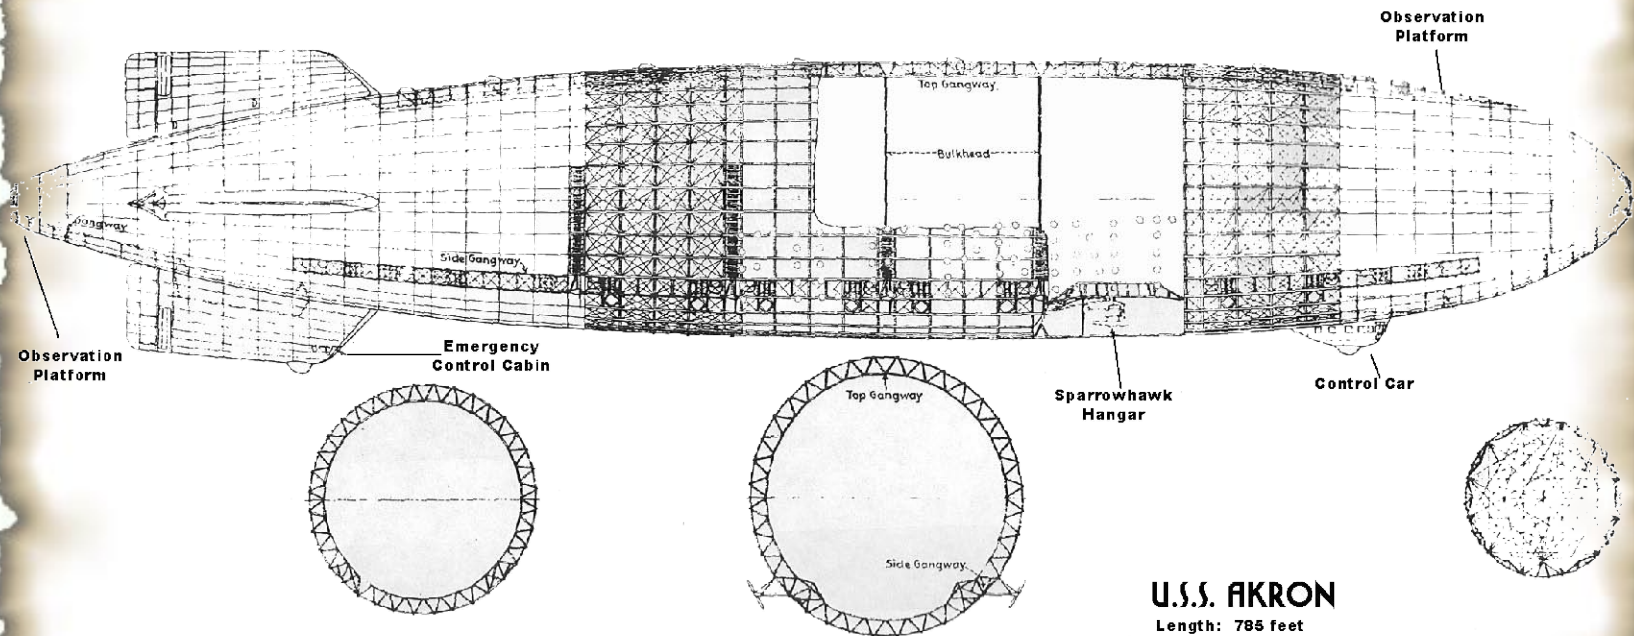 Observation
Platform
Top Gangway
Bulkhead
Gangway
Side Gangway
Observation
Platform
Emergency
Control Cabin
Sparrowhawk
Hangar
Control Car
Top Gangway
Side Gangway
U.S.S. AKRON
Length: 785 feet